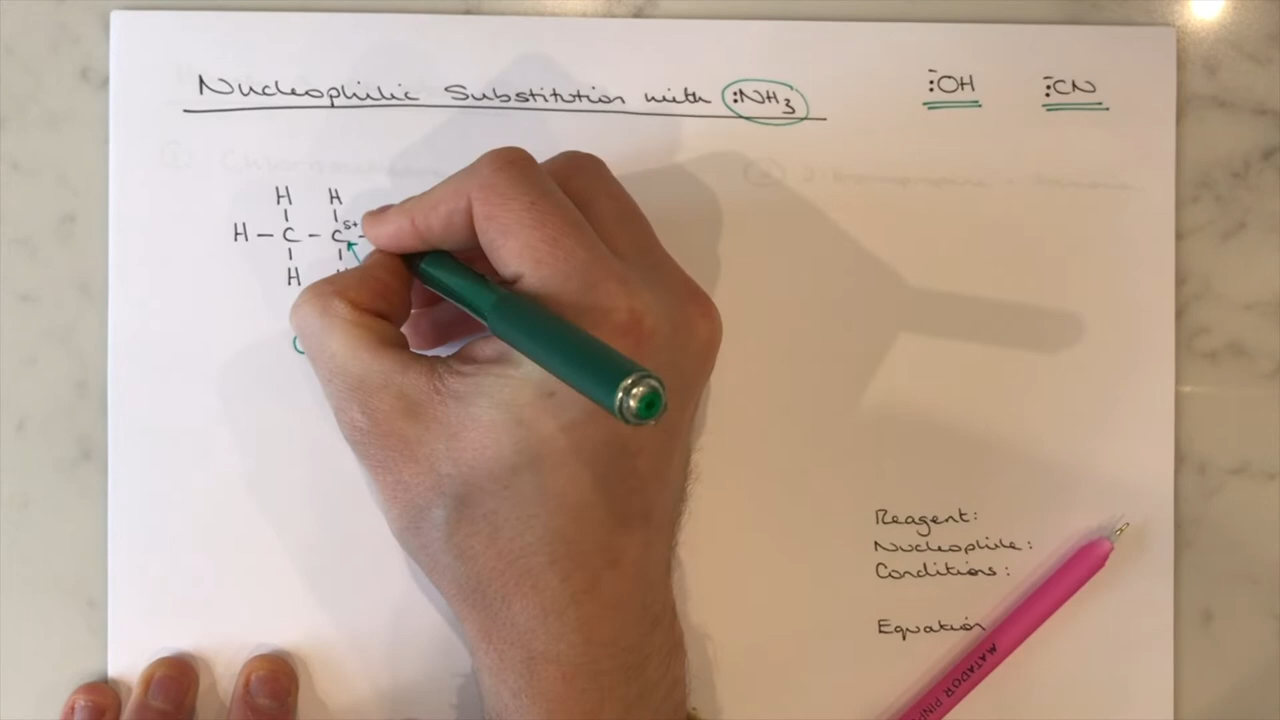 Nucleophilic Substitution with :NH3
:⁻OH :⁻CN
H H
H – C – C δ+ –
H H
Reagent:
Nucleophile:
Conditions:
Equation
MATADOR